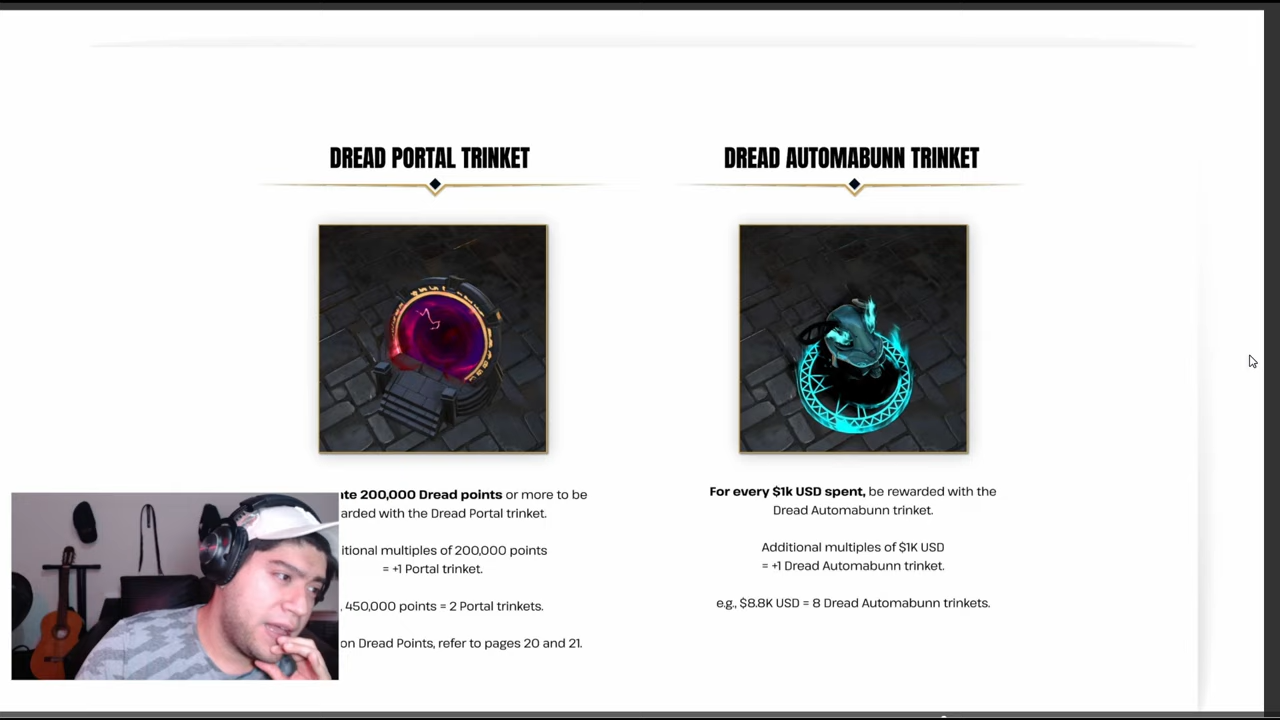 DREAD PORTAL TRINKET
ate 200,000 Dread points or more to be
arded with the Dread Portal trinket.
itional multiples of 200,000 points
= +1 Portal trinket.
. 450,000 points = 2 Portal trinkets.
on Dread Points, refer to pages 20 and 21.
DREAD AUTOMABUNN TRINKET
For every $1k USD spent, be rewarded with the
Dread Automabunn trinket.
Additional multiples of $1K USD
= +1 Dread Automabunn trinket.
e.g., $8.8K USD = 8 Dread Automabunn trinkets.